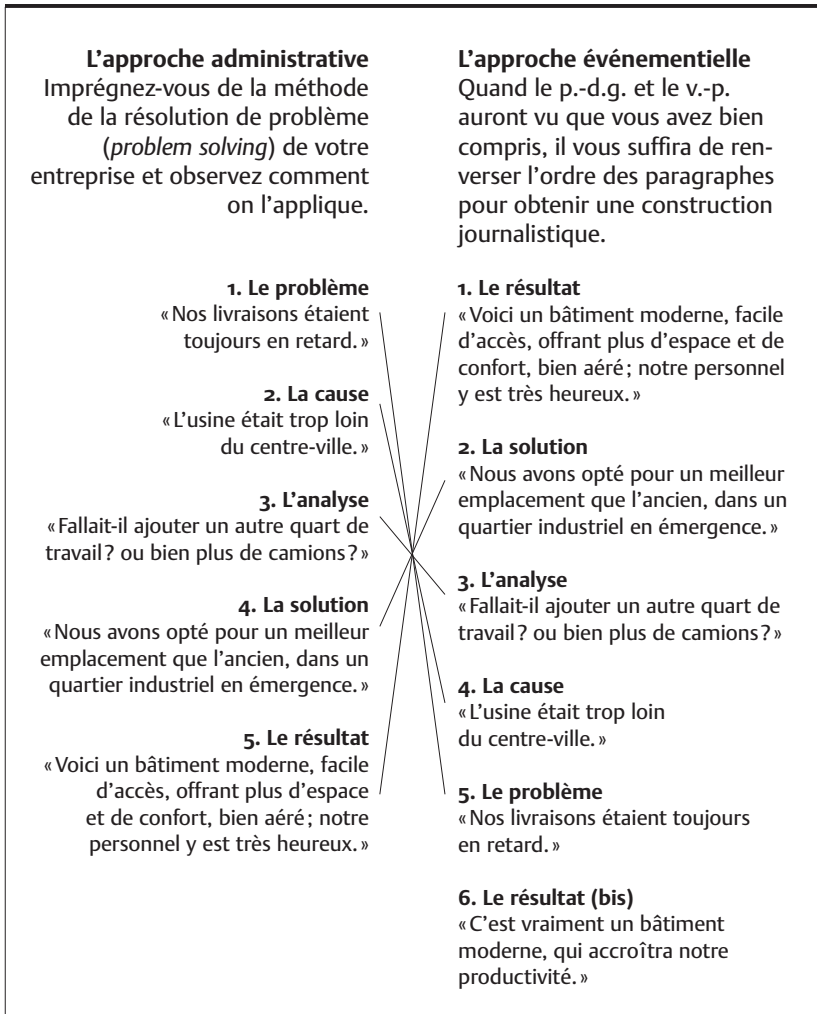 L’approche administrative
Imprégnez-vous de la méthode
de la résolution de problème
(problem solving) de votre
entreprise et observez comment
on l’applique.
1. Le problème
«Nos livraisons étaient
toujours en retard.»
2. La cause
«L’usine était trop loin
du centre-ville.»
3. L’analyse
«Fallait-il ajouter un autre quart de
travail? ou bien plus de camions?»
4. La solution
«Nous avons opté pour un meilleur
emplacement que l’ancien, dans un
quartier industriel en émergence.»
5. Le résultat
«Voici un bâtiment moderne, facile
d’accès, offrant plus d’espace
et de confort, bien aéré; notre
personnel y est très heureux.»
L’approche événementielle
Quand le p.-d.g. et le v.-p.
auront vu que vous avez bien
compris, il vous suffira de ren-
verser l’ordre des paragraphes
pour obtenir une construction
journalistique.
1. Le résultat
«Voici un bâtiment moderne, facile
d’accès, offrant plus d’espace et de
confort, bien aéré; notre personnel
y est très heureux.»
2. La solution
«Nous avons opté pour un meilleur
emplacement que l’ancien, dans un
quartier industriel en émergence.»
3. L’analyse
«Fallait-il ajouter un autre quart de
travail? ou bien plus de camions?»
4. La cause
«L’usine était trop loin
du centre-ville.»
5. Le problème
«Nos livraisons étaient toujours
en retard.»
6. Le résultat (bis)
«C’est vraiment un bâtiment
moderne, qui accroîtra notre
productivité.»